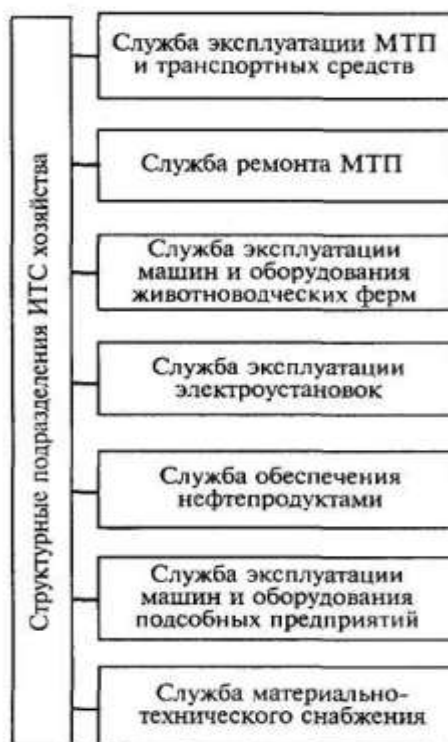 Структурные подразделения ИТС хозяйства
Служба эксплуатации МТП
и транспортных средств
Служба ремонта МТП
Служба эксплуатации
машин и оборудования
животноводческих ферм
Служба эксплуатации
электроустановок
Служба обеспечения
нефтепродуктами
Служба эксплуатации
машин и оборудования
подсобных предприятий
Служба материально-
технического снабжения